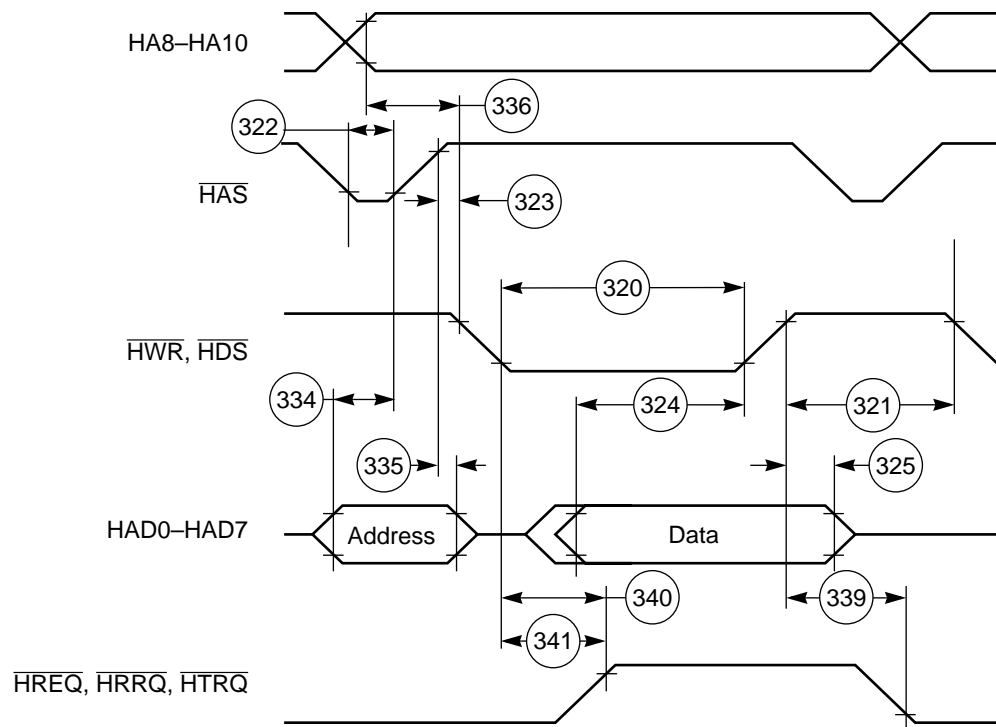 HA8–HA10
336
322
HAS
323
320
HWR, HDS
334
324
321
335
325
HAD0–HAD7
Address
Data
340
339
341
HREQ, HRRQ, HTRQ